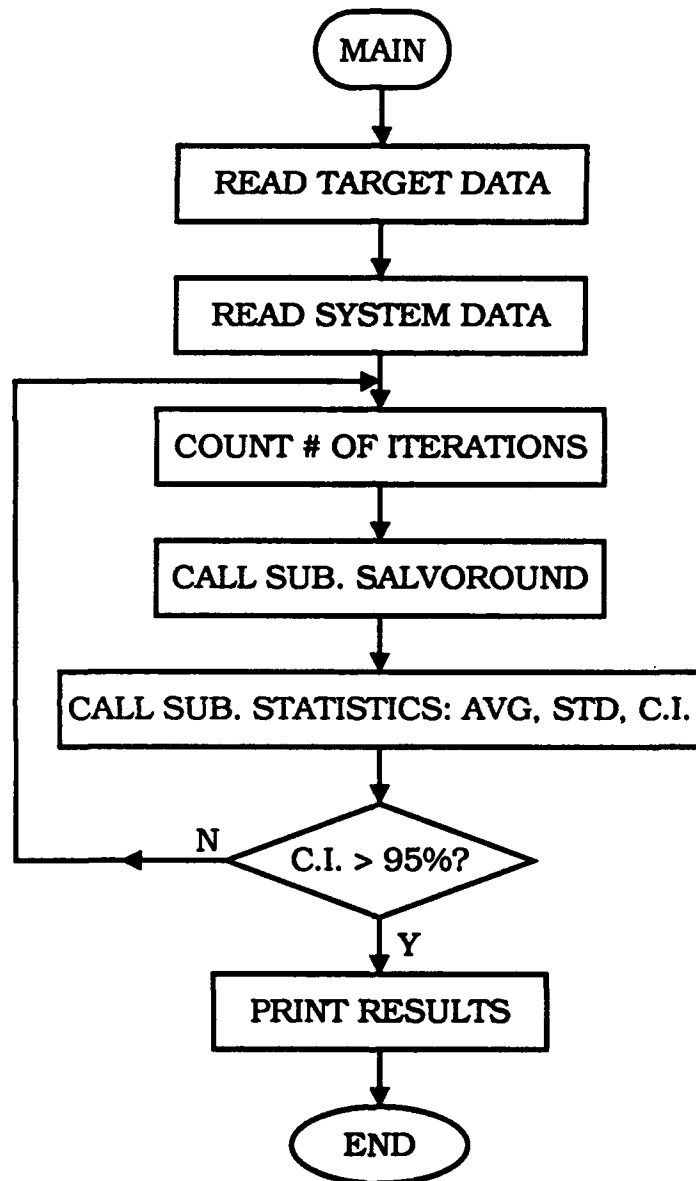 MAIN
READ TARGET DATA
READ SYSTEM DATA
COUNT # OF ITERATIONS
CALL SUB. SALVOROUND
CALL SUB. STATISTICS: AVG, STD, C.I.
N
C.I. > 95%?
Y
PRINT RESULTS
END